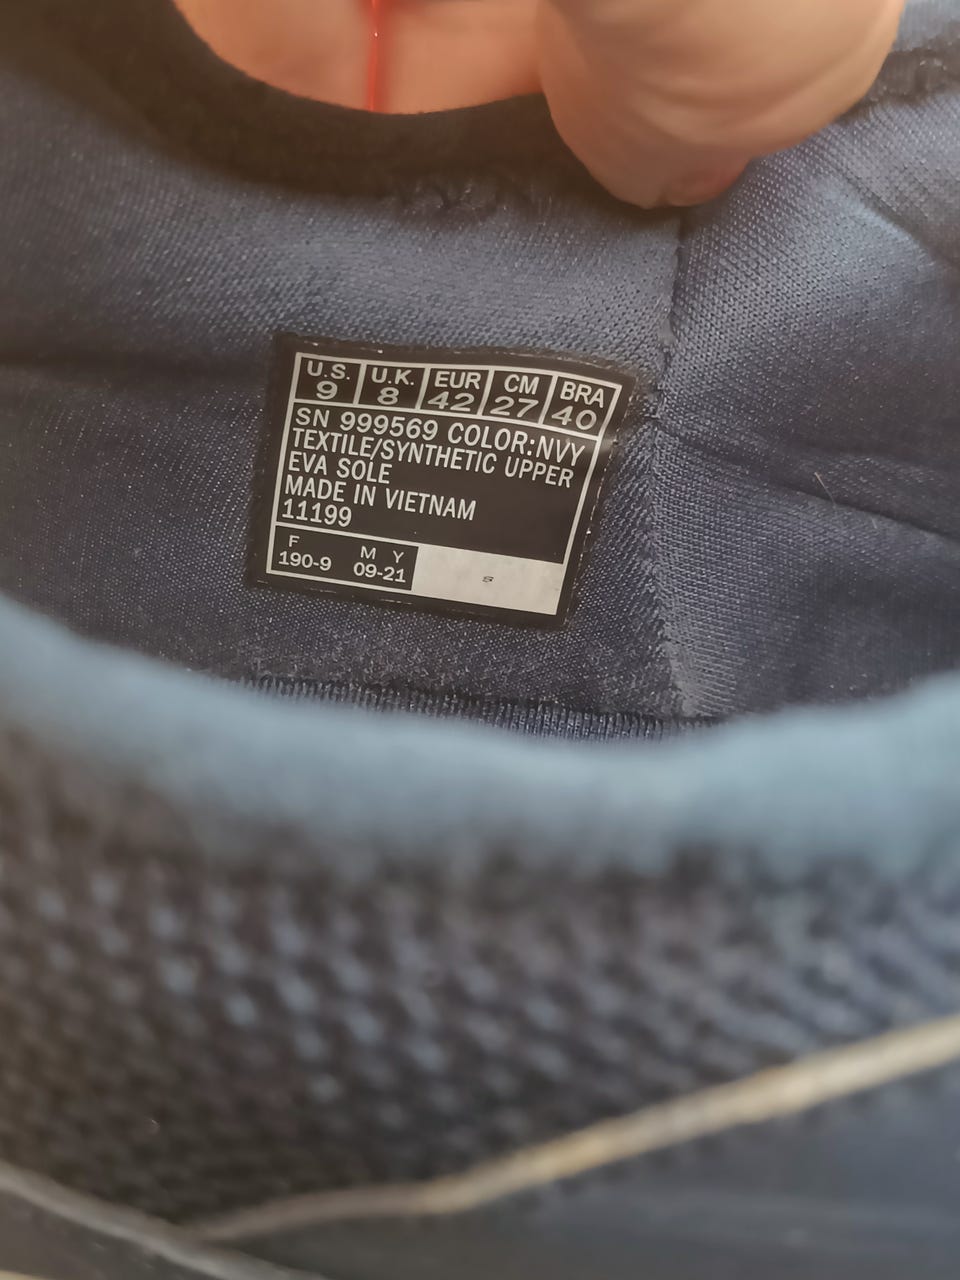 U.S. U.K. EUR CM BRA
9 8 42 27 40
SN 999569 COLOR:NVY
TEXTILE/SYNTHETIC UPPER
EVA SOLE
MADE IN VIETNAM
11199
F M Y
190-9 09-21